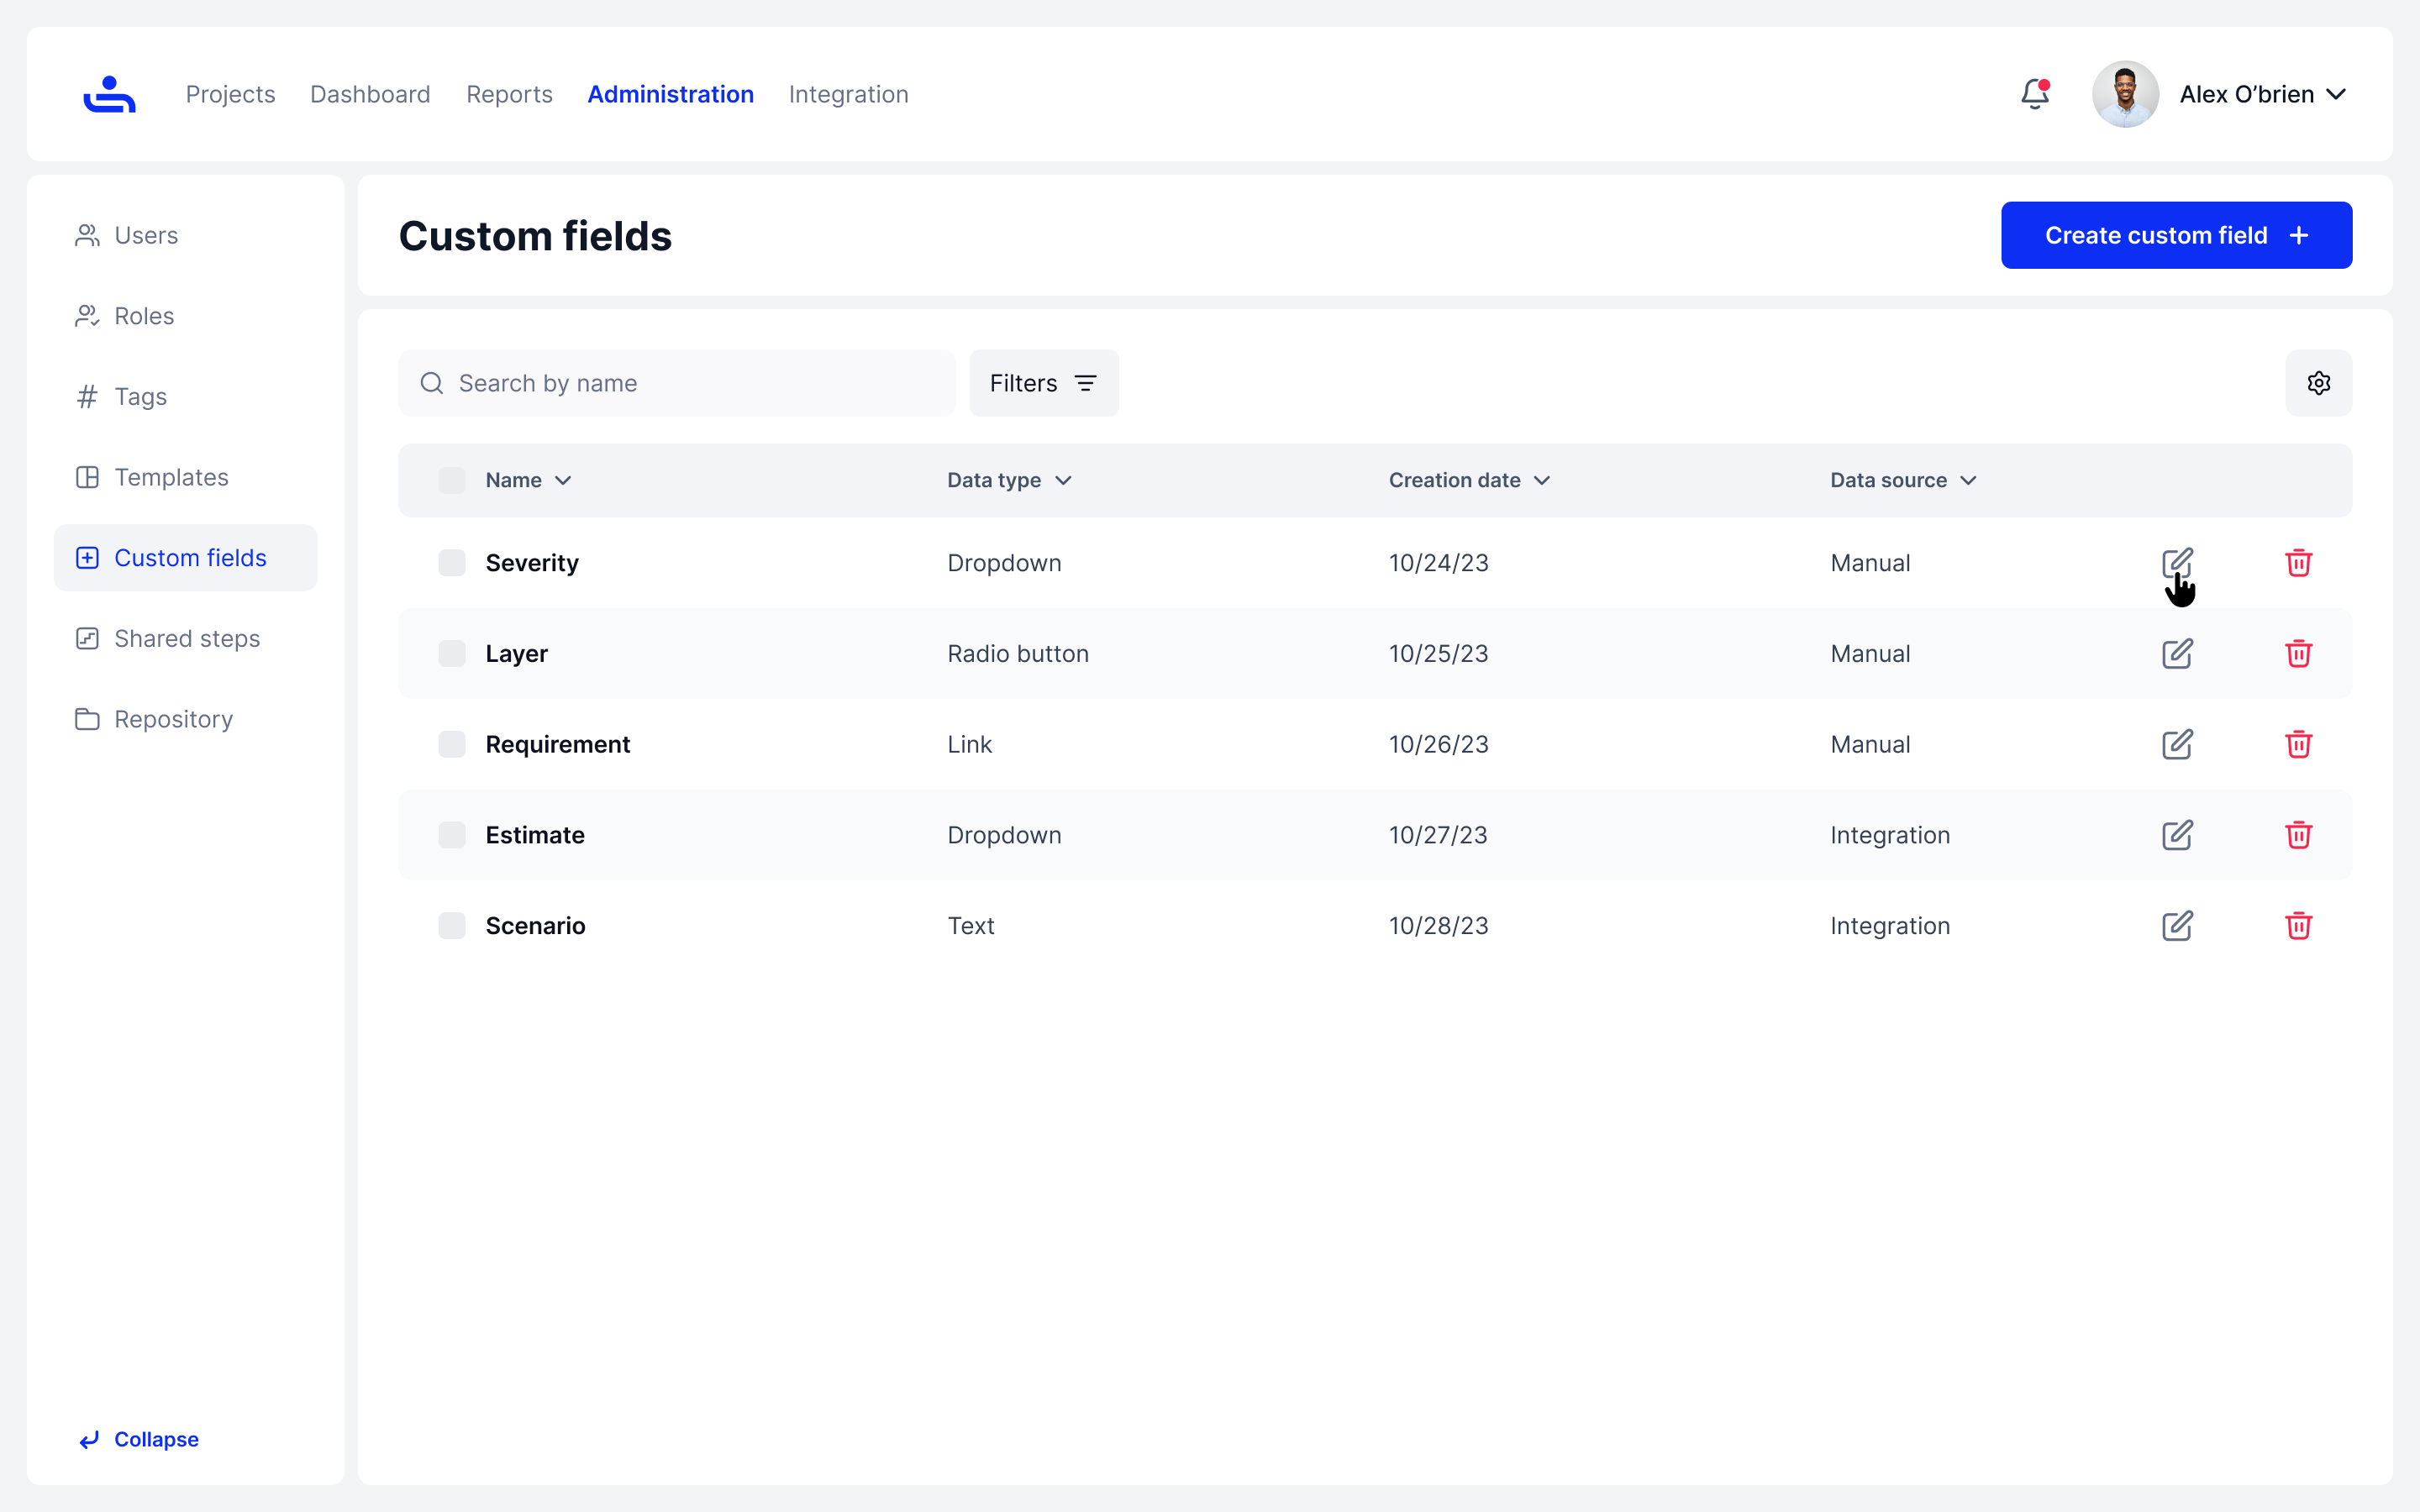 Projects Dashboard Reports Administration Integration Alex O’brien
Users
Roles
Tags
Templates
Custom fields
Shared steps
Repository
Collapse
Custom fields Create custom field
Search by name Filters
Name Data type Creation date Data source
Severity Dropdown 10/24/23 Manual
Layer Radio button 10/25/23 Manual
Requirement Link 10/26/23 Manual
Estimate Dropdown 10/27/23 Integration
Scenario Text 10/28/23 Integration